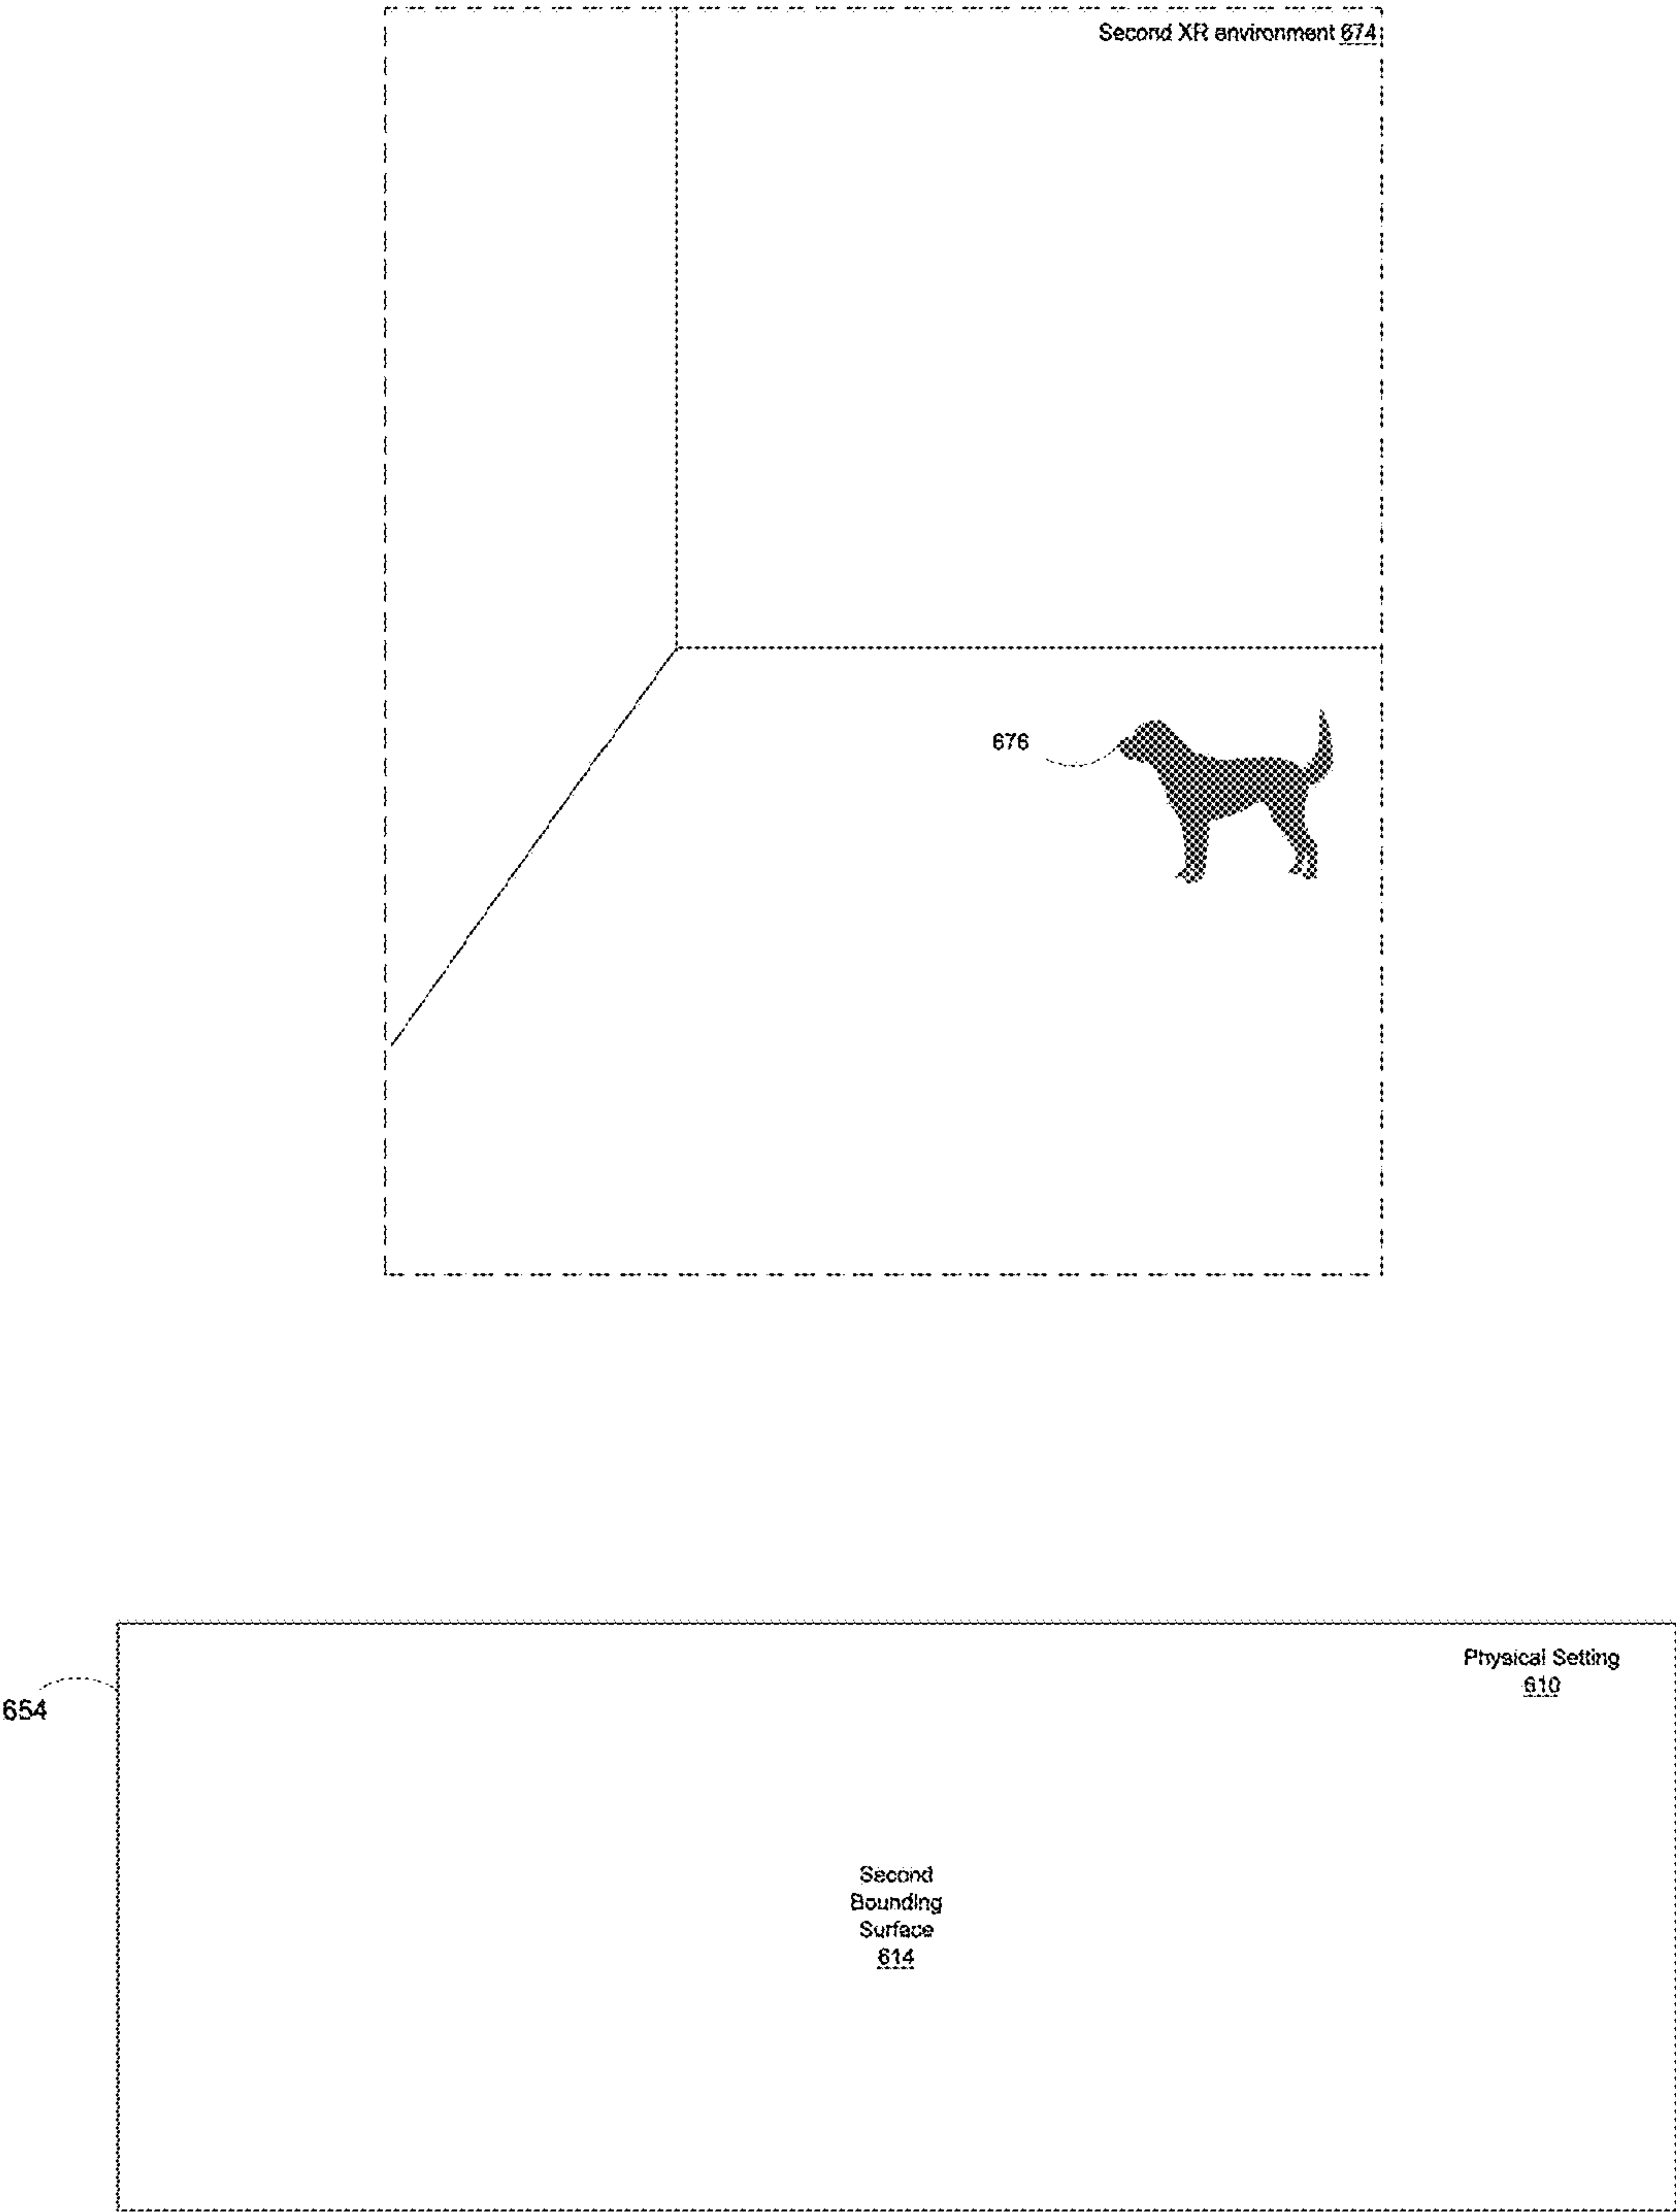 Second XR environment 674
676
Physical Setting
610
654
Second
Bounding
Surface
614